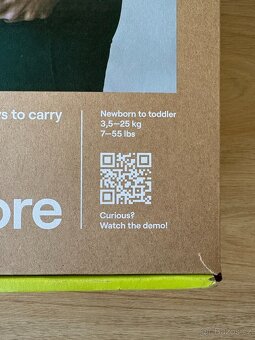 s to carry
Newborn to toddler
3,5–25 kg
7–55 lbs
ore
Curious?
Watch the demo!